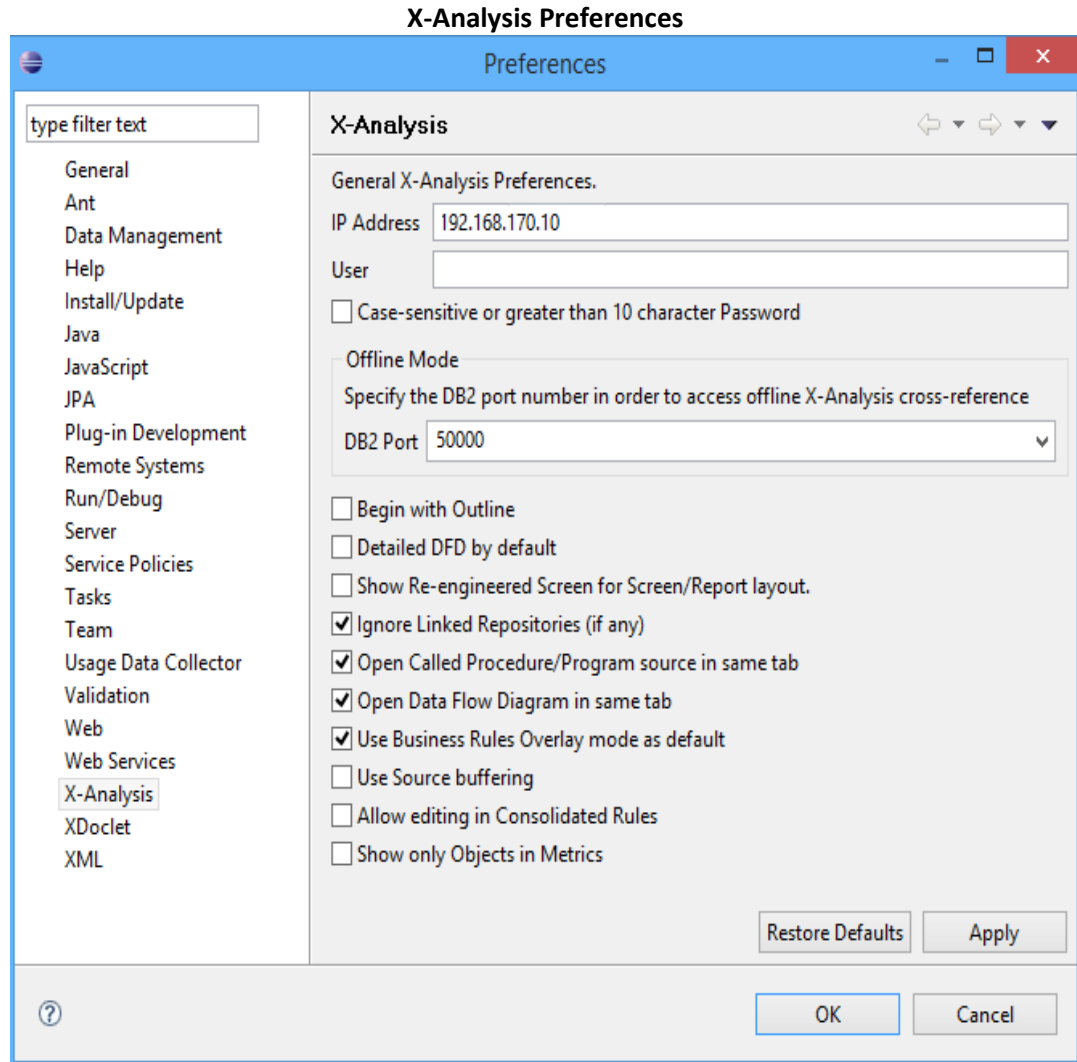 X-Analysis Preferences
Preferences
type filter text
General
Ant
Data Management
Help
Install/Update
Java
JavaScript
JPA
Plug-in Development
Remote Systems
Run/Debug
Server
Service Policies
Tasks
Team
Usage Data Collector
Validation
Web
Web Services
X-Analysis
XDoclet
XML
X-Analysis
General X-Analysis Preferences.
IP Address 192.168.170.10
User
Case-sensitive or greater than 10 character Password
Offline Mode
Specify the DB2 port number in order to access offline X-Analysis cross-reference
DB2 Port 50000
Begin with Outline
Detailed DFD by default
Show Re-engineered Screen for Screen/Report layout.
Ignore Linked Repositories (if any)
Open Called Procedure/Program source in same tab
Open Data Flow Diagram in same tab
Use Business Rules Overlay mode as default
Use Source buffering
Allow editing in Consolidated Rules
Show only Objects in Metrics
Restore Defaults Apply
OK Cancel